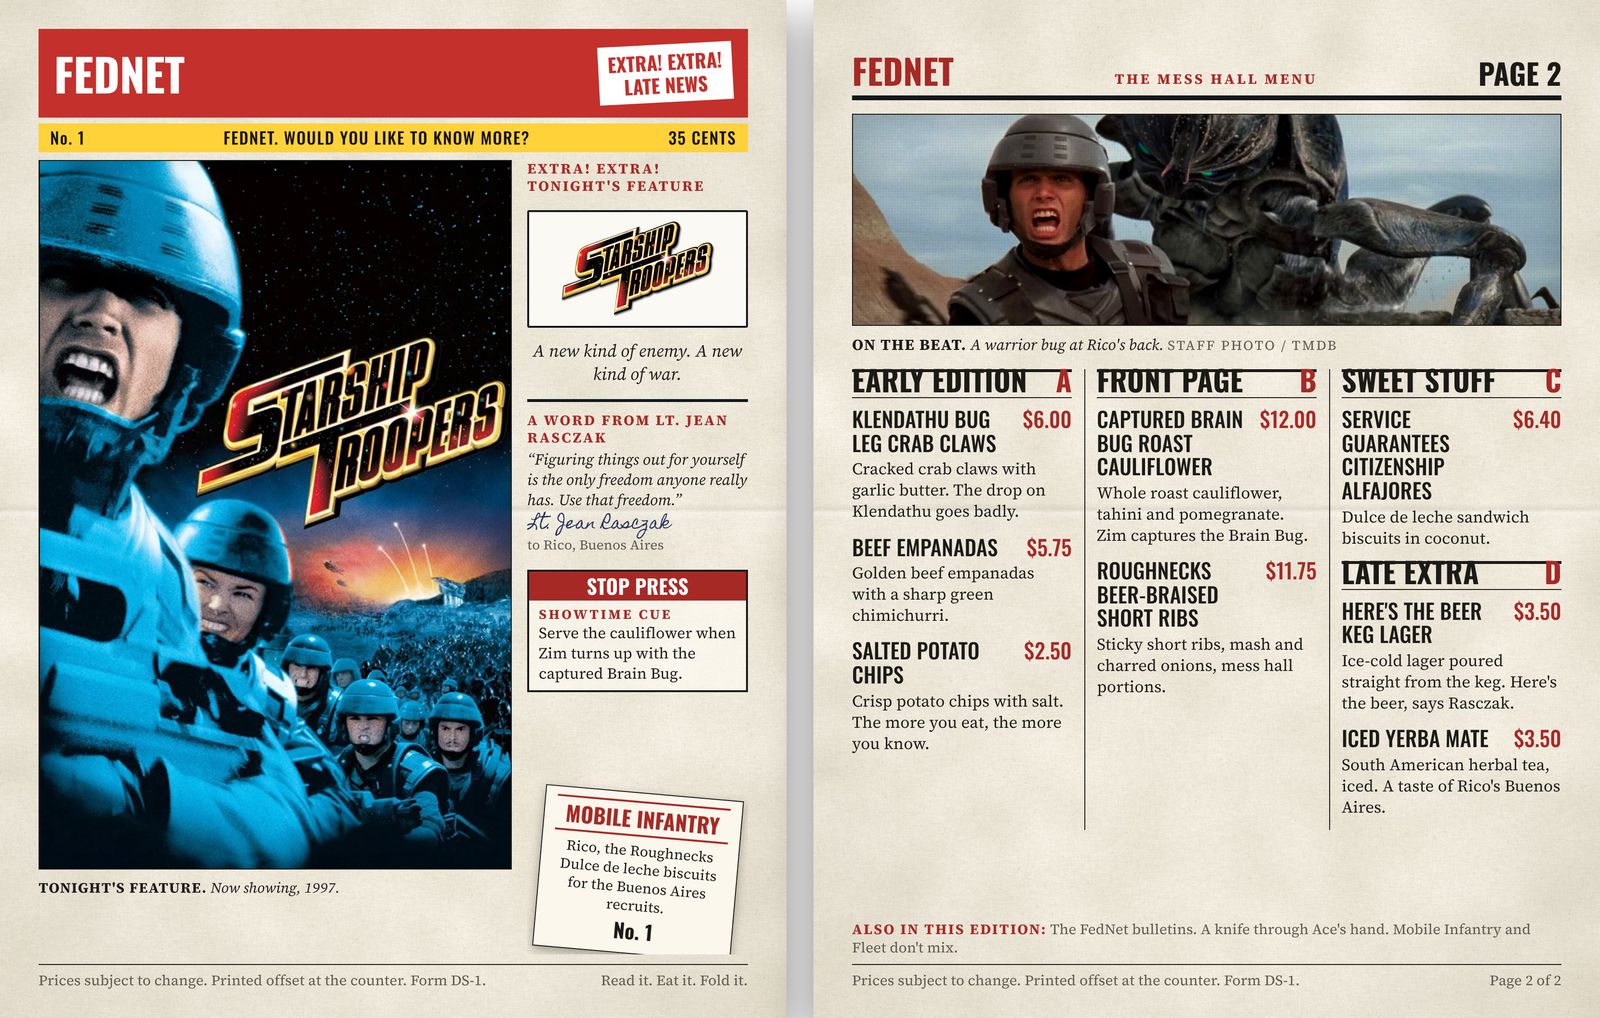 FEDNET
EXTRA! EXTRA!
LATE NEWS
No. 1
FEDNET. WOULD YOU LIKE TO KNOW MORE?
35 CENTS
STARSHIP
TROOPERS
TONIGHT'S FEATURE. Now showing, 1997.
EXTRA! EXTRA!
TONIGHT'S FEATURE
STARSHIP
TROOPERS
A new kind of enemy. A new
kind of war.
A WORD FROM LT. JEAN
RASCZAK
“Figuring things out for yourself
is the only freedom anyone really
has. Use that freedom.”
Lt. Jean Rasczak
to Rico, Buenos Aires
STOP PRESS
SHOWTIME CUE
Serve the cauliflower when
Zim turns up with the
captured Brain Bug.
MOBILE INFANTRY
Rico, the Roughnecks
Dulce de leche biscuits
for the Buenos Aires
recruits.
No. 1
Prices subject to change. Printed offset at the counter. Form DS-1.
Read it. Eat it. Fold it.
FEDNET
THE MESS HALL MENU
PAGE 2
ON THE BEAT. A warrior bug at Rico's back. STAFF PHOTO / TMDB
EARLY EDITION A
KLENDATHU BUG $6.00
LEG CRAB CLAWS
Cracked crab claws with
garlic butter. The drop on
Klendathu goes badly.
BEEF EMPANADAS $5.75
Golden beef empanadas
with a sharp green
chimichurri.
SALTED POTATO $2.50
CHIPS
Crisp potato chips with salt.
The more you eat, the more
you know.
FRONT PAGE B
CAPTURED BRAIN $12.00
BUG ROAST
CAULIFLOWER
Whole roast cauliflower,
tahini and pomegranate.
Zim captures the Brain Bug.
ROUGHNECKS $11.75
BEER-BRAISED
SHORT RIBS
Sticky short ribs, mash and
charred onions, mess hall
portions.
SWEET STUFF C
SERVICE $6.40
GUARANTEES
CITIZENSHIP
ALFAJORES
Dulce de leche sandwich
biscuits in coconut.
LATE EXTRA D
HERE'S THE BEER $3.50
KEG LAGER
Ice-cold lager poured
straight from the keg. Here's
the beer, says Rasczak.
ICED YERBA MATE $3.50
South American herbal tea,
iced. A taste of Rico's Buenos
Aires.
ALSO IN THIS EDITION: The FedNet bulletins. A knife through Ace's hand. Mobile Infantry and
Fleet don't mix.
Prices subject to change. Printed offset at the counter. Form DS-1.
Page 2 of 2